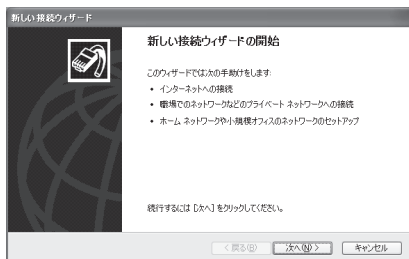 新しい接続ウィザード
新しい接続ウィザードの開始
このウィザードでは次の手助けをします:
• インターネットへの接続
• 職場でのネットワークなどのプライベート ネットワークへの接続
• ホーム ネットワークや小規模オフィスのネットワークのセットアップ
続行するには [次へ] をクリックしてください。
< 戻る(B)
次へ(N) >
キャンセル